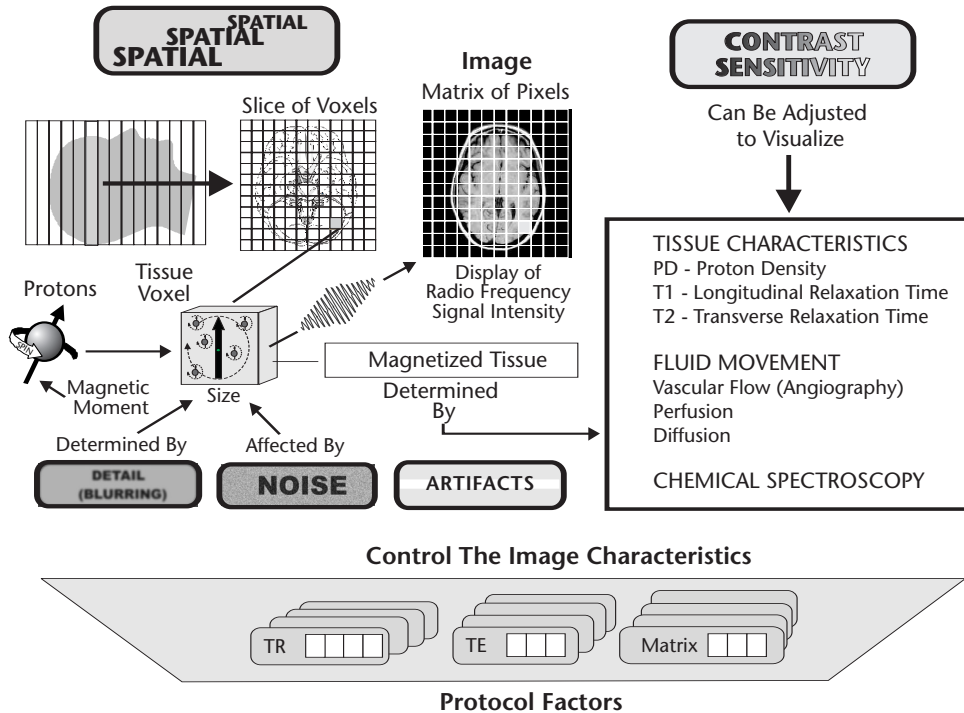 SPATIAL
SPATIAL
SPATIAL
CONTRAST
SENSITIVITY
Can Be Adjusted
to Visualize
Image
Matrix of Pixels
Slice of Voxels
Display of
Radio Frequency
Signal Intensity
Tissue
Voxel
Protons
SPIN
Magnetic
Moment
Size
Magnetized Tissue
Determined
By
Determined By
Affected By
DETAIL
(BLURRING)
NOISE
ARTIFACTS
TISSUE CHARACTERISTICS
PD - Proton Density
T1 - Longitudinal Relaxation Time
T2 - Transverse Relaxation Time
FLUID MOVEMENT
Vascular Flow (Angiography)
Perfusion
Diffusion
CHEMICAL SPECTROSCOPY
Control The Image Characteristics
TR
TE
Matrix
Protocol Factors